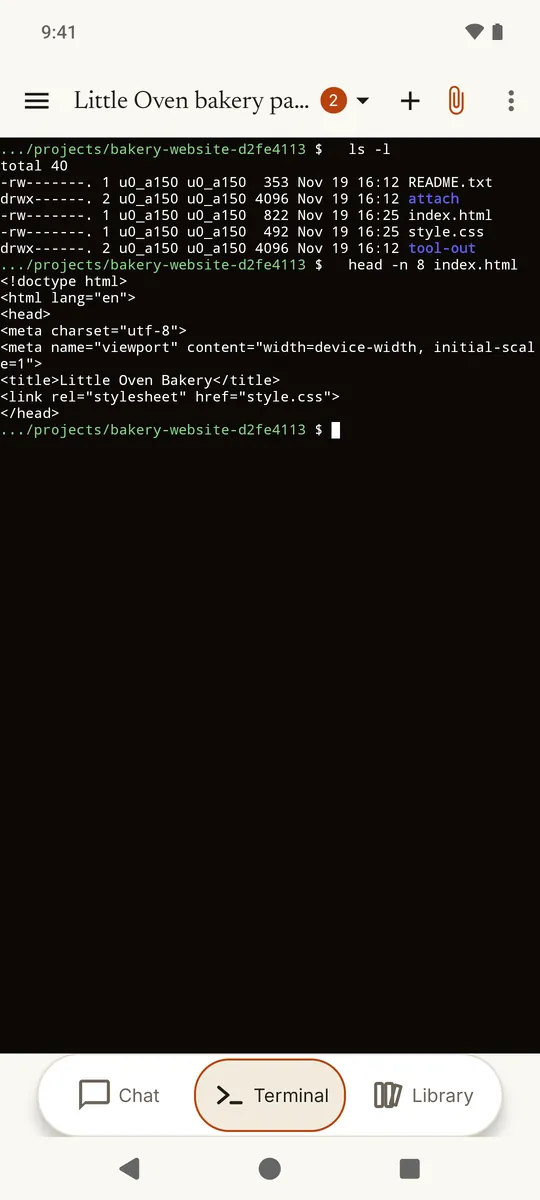 9:41
Little Oven bakery pa... 2
.../projects/bakery-website-d2fe4113 $   ls -l
total 40
-rw-------. 1 u0_a150 u0_a150  353 Nov 19 16:12 README.txt
drwx------. 2 u0_a150 u0_a150 4096 Nov 19 16:12 attach
-rw-------. 1 u0_a150 u0_a150  822 Nov 19 16:25 index.html
-rw-------. 1 u0_a150 u0_a150  492 Nov 19 16:25 style.css
drwx------. 2 u0_a150 u0_a150 4096 Nov 19 16:12 tool-out
.../projects/bakery-website-d2fe4113 $   head -n 8 index.html
<!doctype html>
<html lang="en">
<head>
<meta charset="utf-8">
<meta name="viewport" content="width=device-width, initial-scal
e=1">
<title>Little Oven Bakery</title>
<link rel="stylesheet" href="style.css">
</head>
.../projects/bakery-website-d2fe4113 $
Chat
Terminal
Library